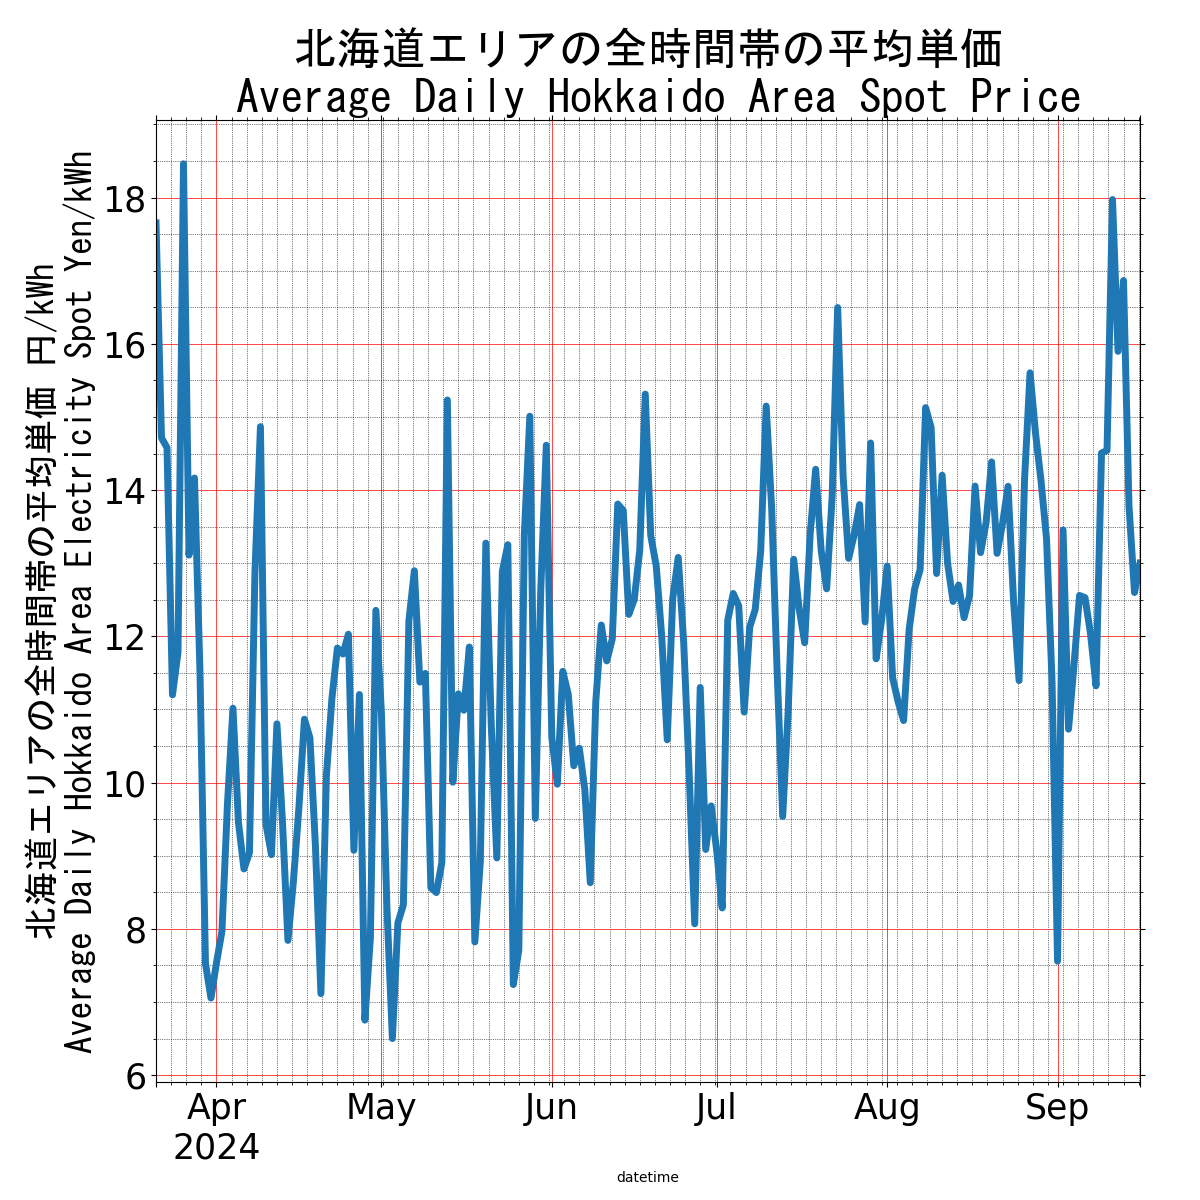 北海道エリアの全時間帯の平均単価
Average Daily Hokkaido Area Spot Price
北海道エリアの全時間帯の平均単価 円/kWh
Average Daily Hokkaido Area Electricity Spot Yen/kWh
18
16
14
12
10
8
6
Apr May Jun Jul Aug Sep
2024
datetime